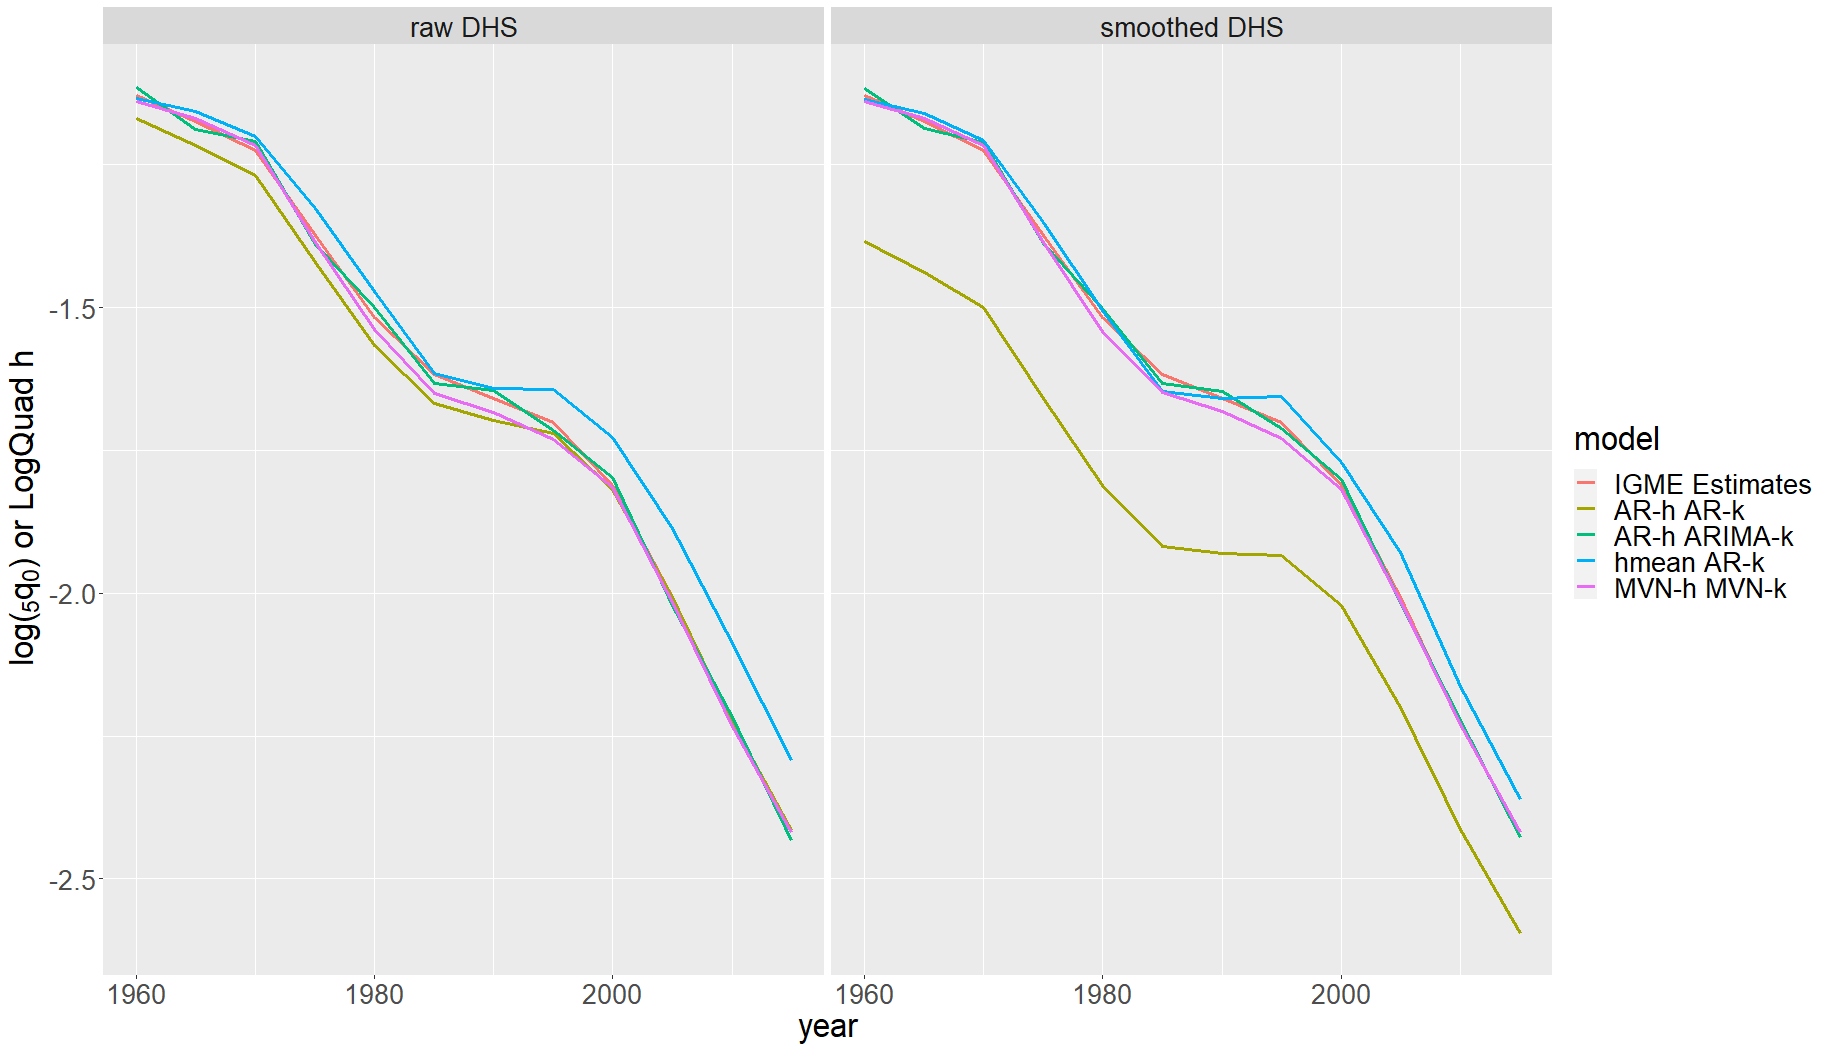 raw DHS
smoothed DHS
log(₅q₀) or LogQuad h
-1.5
-2.0
-2.5
1960
1980
2000
1960
1980
2000
year
model
IGME Estimates
AR-h AR-k
AR-h ARIMA-k
hmean AR-k
MVN-h MVN-k